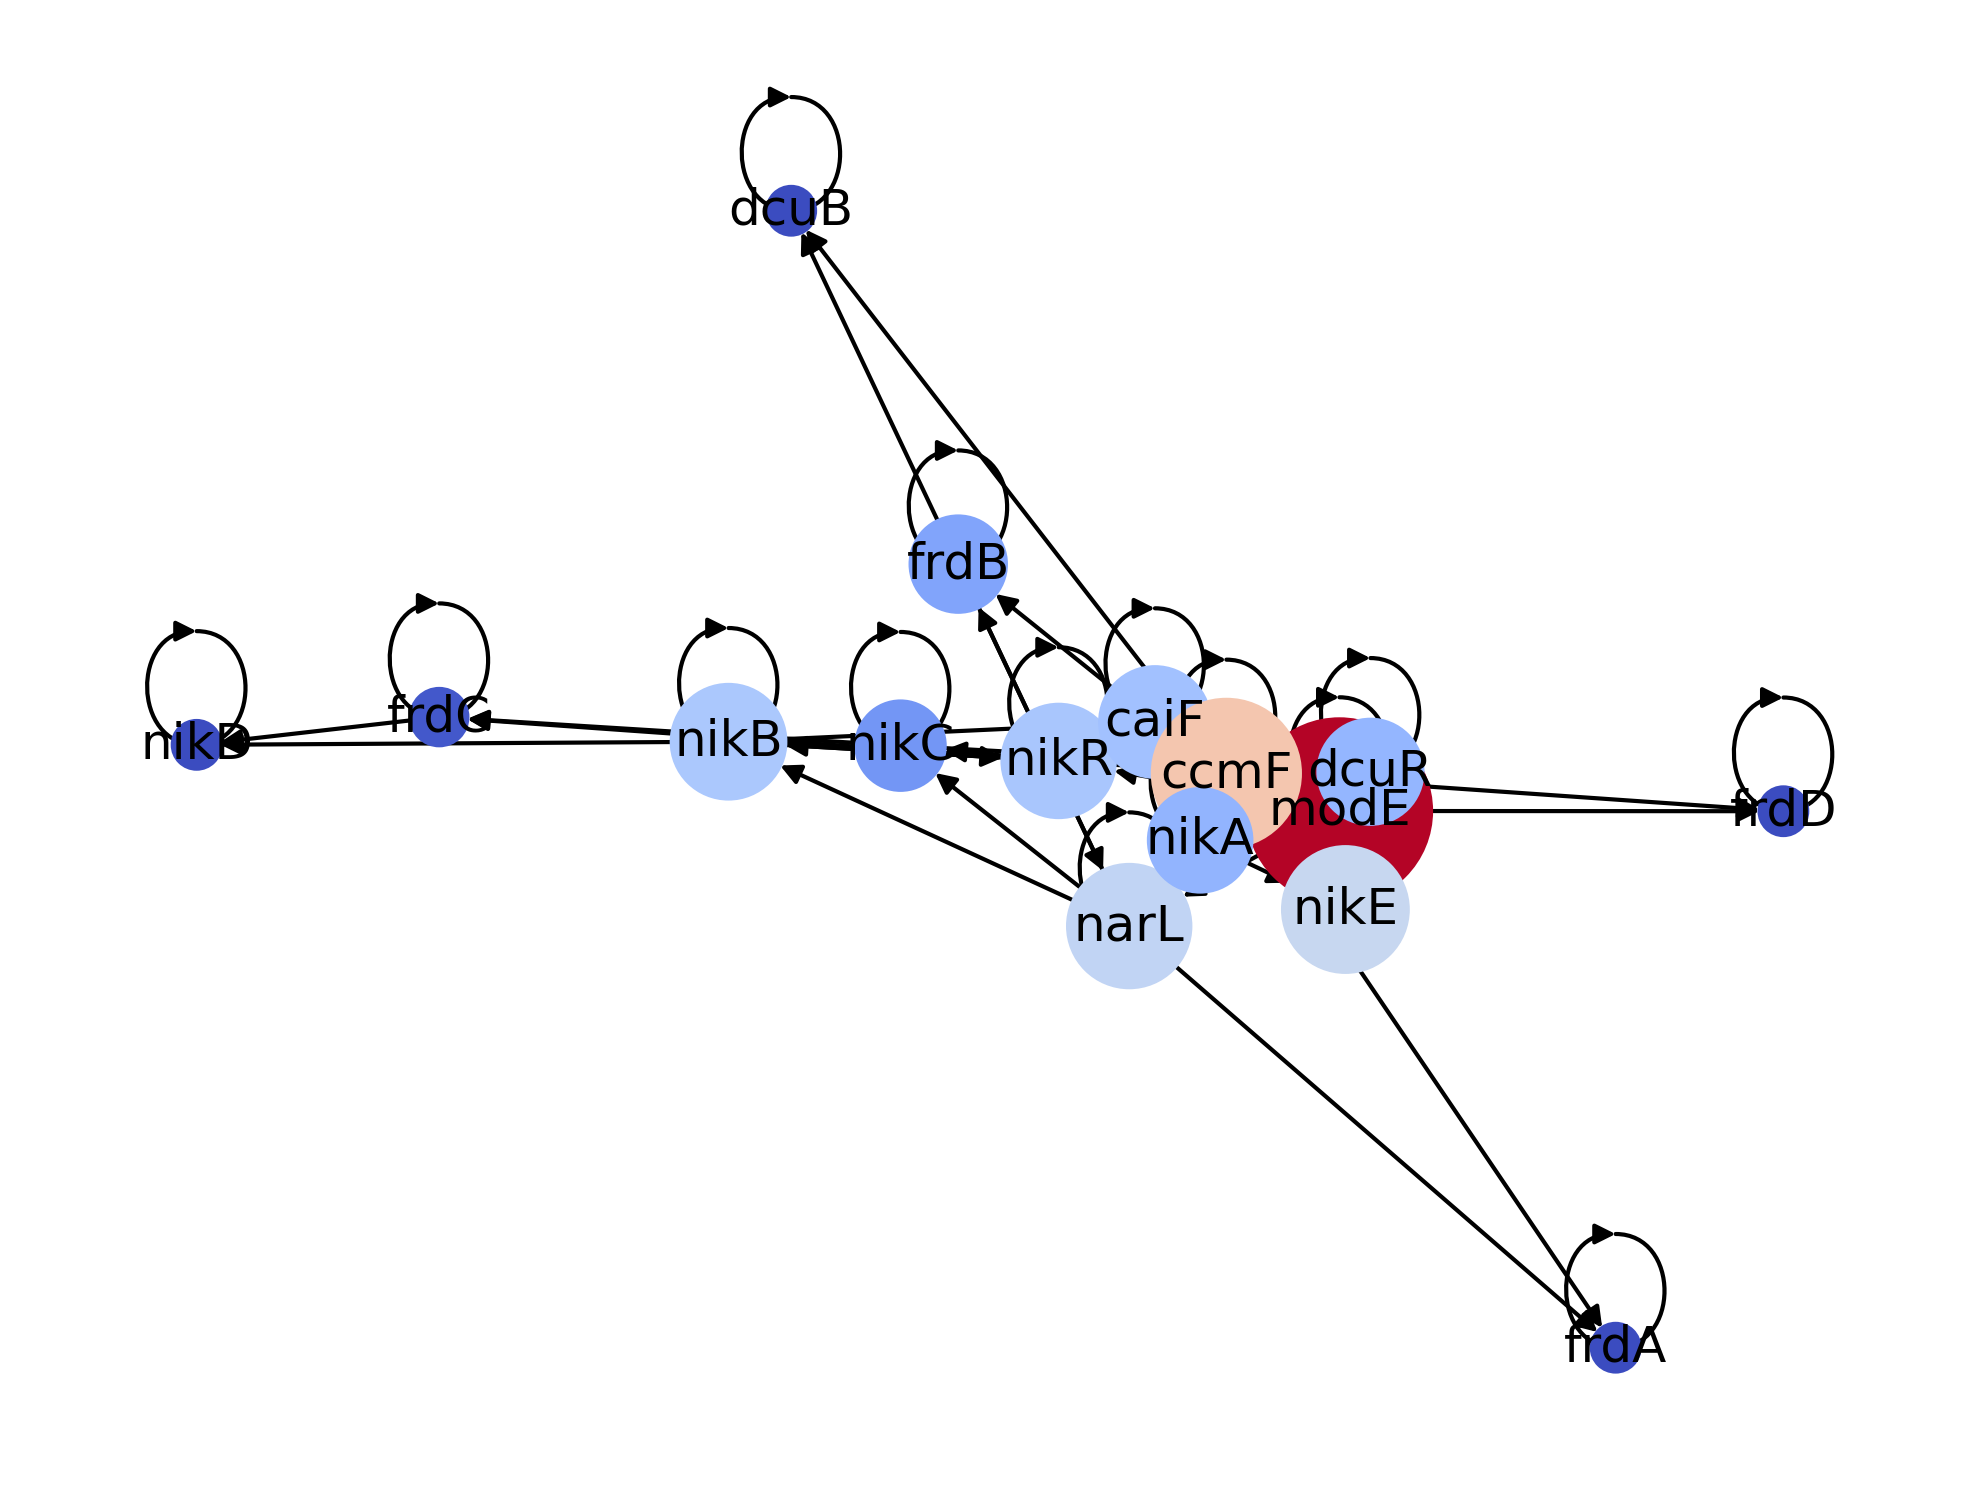 dcuB
frdB
frdC
caiF
nikD
nikB
nikC
nikR
ccmF
dcuR
modE
frdD
nikA
nikE
narL
frdA